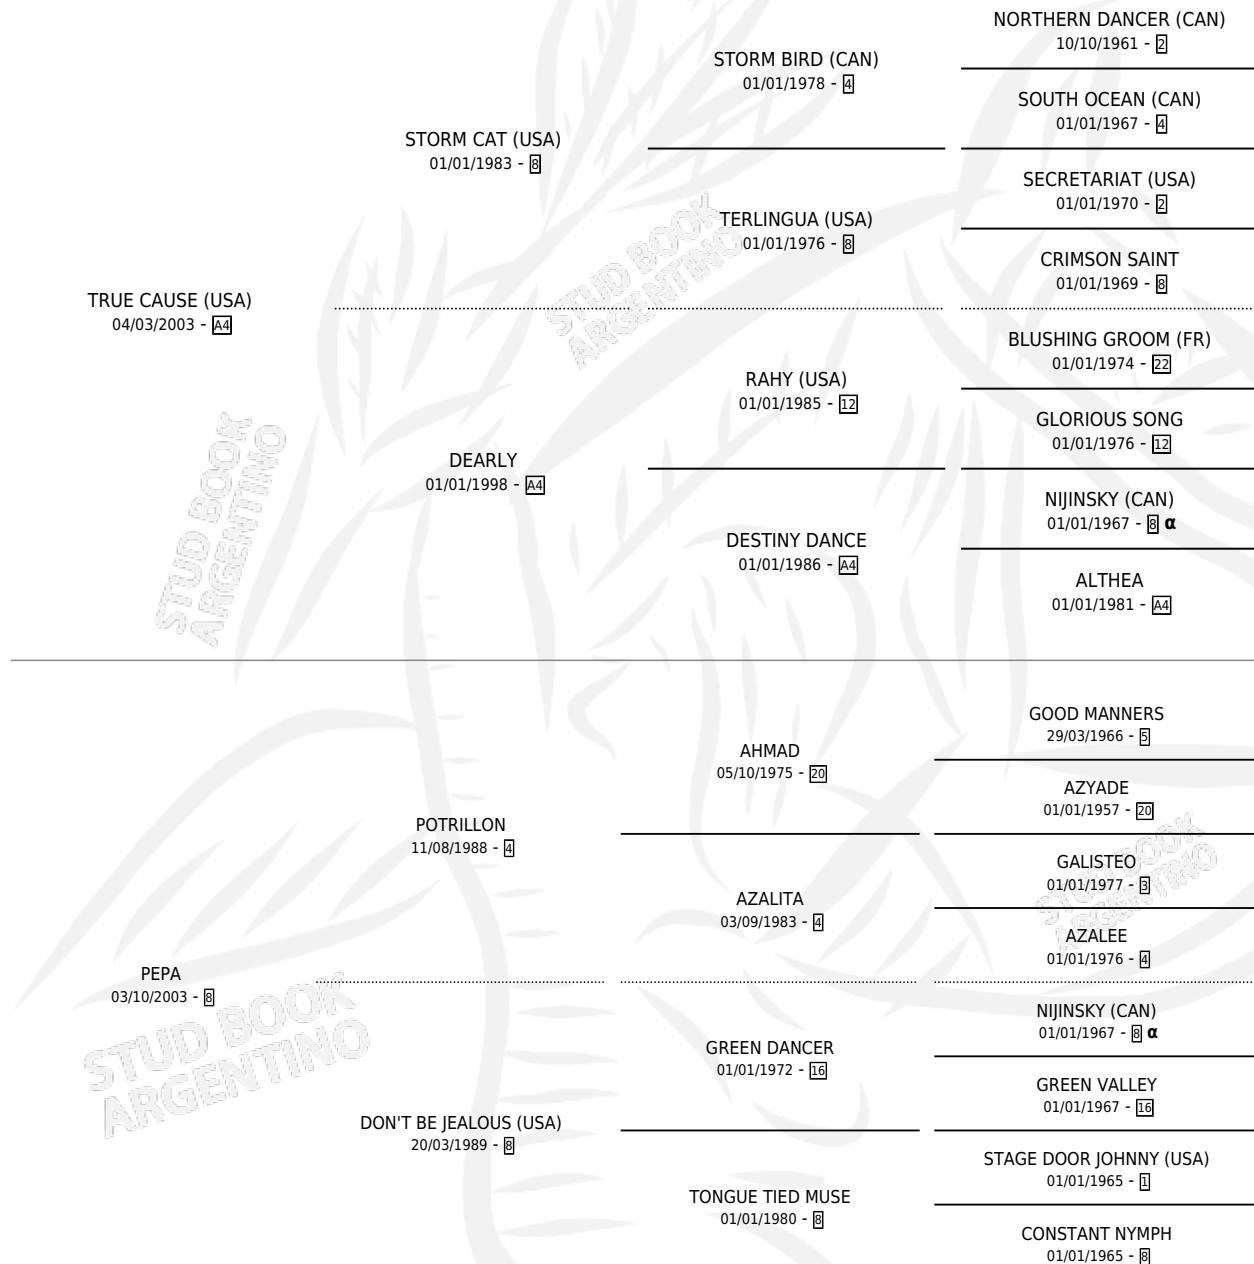 NORTHERN DANCER (CAN)
10/10/1961 - 2
STORM BIRD (CAN)
01/01/1978 - 4
SOUTH OCEAN (CAN)
01/01/1967 - 4
STORM CAT (USA)
01/01/1983 - 8
SECRETARIAT (USA)
01/01/1970 - 2
TERLINGUA (USA)
01/01/1976 - 8
CRIMSON SAINT
01/01/1969 - 8
TRUE CAUSE (USA)
04/03/2003 - A4
BLUSHING GROOM (FR)
01/01/1974 - 22
RAHY (USA)
01/01/1985 - 12
GLORIOUS SONG
01/01/1976 - 12
DEARLY
01/01/1998 - A4
NIJINSKY (CAN)
01/01/1967 - 8 α
DESTINY DANCE
01/01/1986 - A4
ALTHEA
01/01/1981 - A4
GOOD MANNERS
29/03/1966 - 5
AHMAD
05/10/1975 - 20
AZYADE
01/01/1957 - 20
POTRILLON
11/08/1988 - 4
GALISTEO
01/01/1977 - 3
AZALITA
03/09/1983 - 4
AZALEE
01/01/1976 - 4
PEPA
03/10/2003 - 8
NIJINSKY (CAN)
01/01/1967 - 8 α
GREEN DANCER
01/01/1972 - 16
GREEN VALLEY
01/01/1967 - 16
DON'T BE JEALOUS (USA)
20/03/1989 - 8
STAGE DOOR JOHNNY (USA)
01/01/1965 - 1
TONGUE TIED MUSE
01/01/1980 - 8
CONSTANT NYMPH
01/01/1965 - 8
STUD BOOK
ARGENTINO
STUD BOOK
ARGENTINO
STUD BOOK
ARGENTINO
STUD BOOK
ARGENTINO